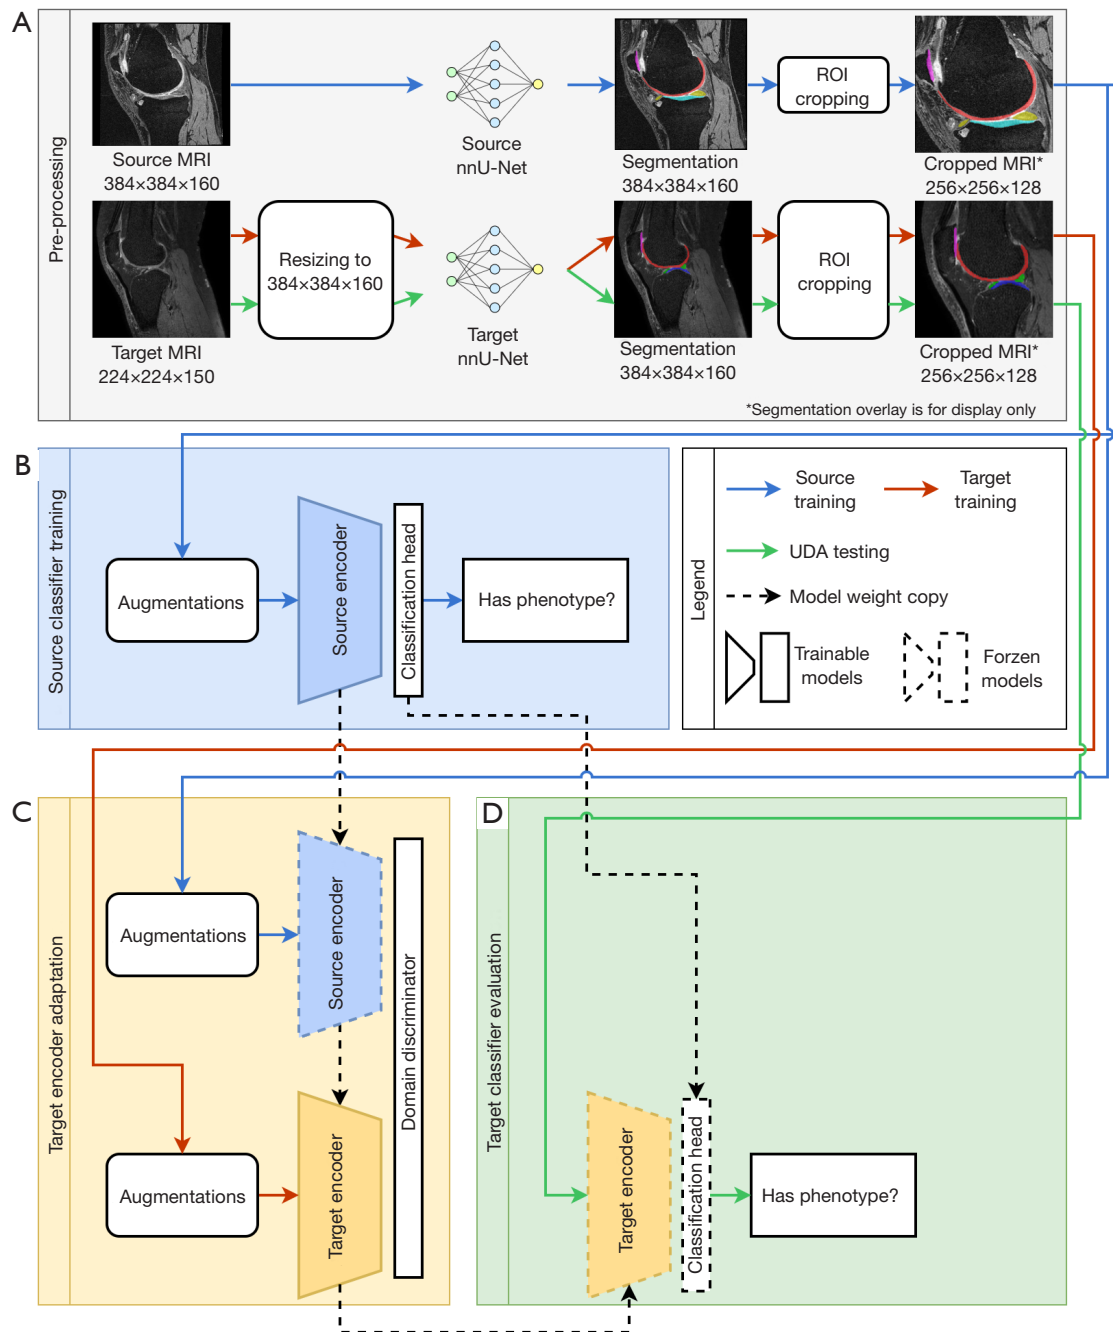 A
Pre-processing
Source MRI
384×384×160
Source
nnU-Net
Segmentation
384×384×160
ROI
cropping
Cropped MRI*
256×256×128
Target MRI
224×224×150
Resizing to
384×384×160
Target
nnU-Net
Segmentation
384×384×160
ROI
cropping
Cropped MRI*
256×256×128
*Segmentation overlay is for display only
B
Source classifier training
Augmentations
Source encoder
Classification head
Has phenotype?
Legend
Source
training
Target
training
UDA testing
Model weight copy
Trainable
models
Forzen
models
C
Target encoder adaptation
Augmentations
Source encoder
Domain discriminator
Augmentations
Target encoder
D
Target classifier evaluation
Target encoder
Classification head
Has phenotype?